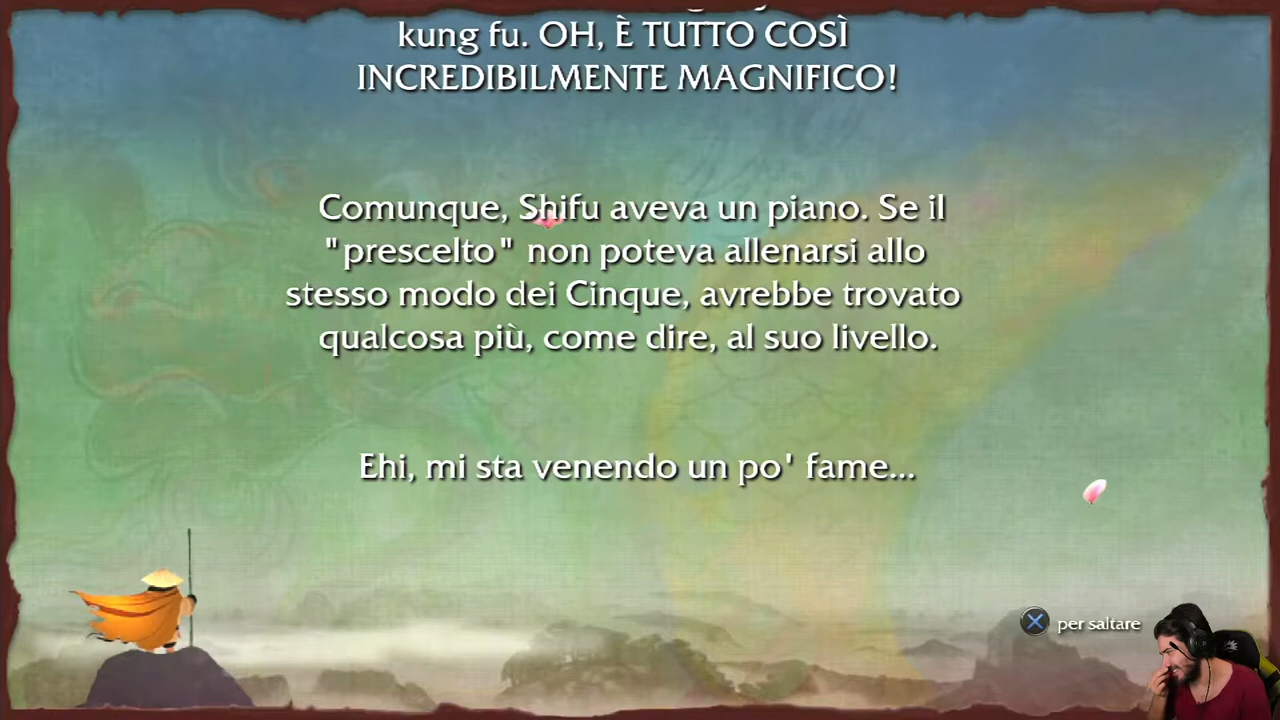 kung fu. OH, È TUTTO COSÌ
INCREDIBILMENTE MAGNIFICO!
Comunque, Shifu aveva un piano. Se il
"prescelto" non poteva allenarsi allo
stesso modo dei Cinque, avrebbe trovato
qualcosa più, come dire, al suo livello.
Ehi, mi sta venendo un po' fame...
per saltare